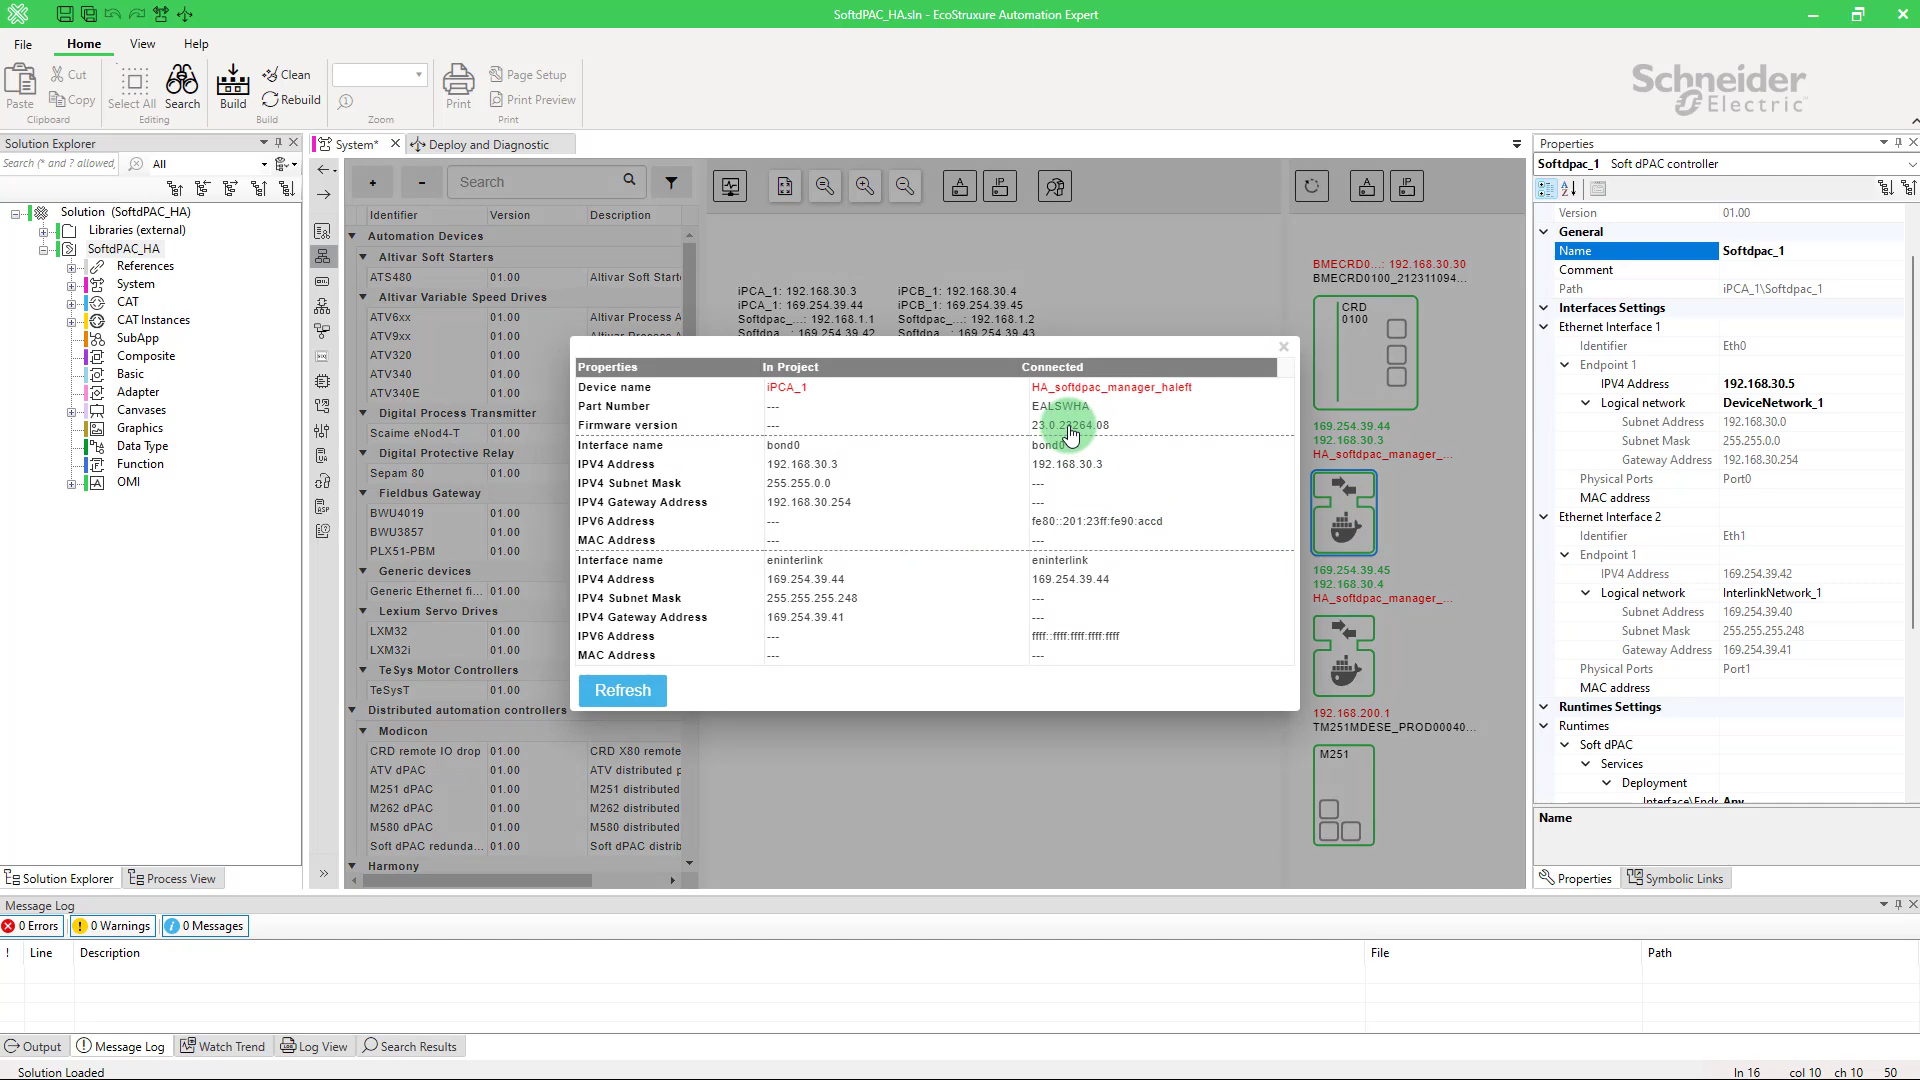 SoftdPAC_HA.sln - EcoStruxure Automation Expert
File Home View Help
Cut
Copy
Paste
Clipboard
Select All
Search
Editing
Build
Clean
Rebuild
Build
Zoom
Print
Page Setup
Print Preview
Print
Schneider
Electric
Solution Explorer
Search (* and ? allowed,
All
Solution (SoftdPAC_HA)
Libraries (external)
SoftdPAC_HA
References
System
CAT
CAT Instances
SubApp
Composite
Basic
Adapter
Canvases
Graphics
Data Type
Function
OMI
Solution Explorer Process View
System* Deploy and Diagnostic
+ - Search
Identifier Version Description
Automation Devices
Altivar Soft Starters
ATS480 01.00 Altivar Soft Start
Altivar Variable Speed Drives
ATV6xx 01.00 Altivar Process A
ATV9xx 01.00 Altivar Process A
ATV320 01.00
ATV340 01.00
ATV340E 01.00
Digital Process Transmitter
Scaime eNod4-T 01.00
Digital Protective Relay
Sepam 80 01.00
Fieldbus Gateway
BWU4019 01.00
BWU3857 01.00
PLX51-PBM 01.00
Generic devices
Generic Ethernet fi... 01.00
Lexium Servo Drives
LXM32 01.00
LXM32i 01.00
TeSys Motor Controllers
TeSysT 01.00
Distributed automation controllers
Modicon
CRD remote IO drop 01.00 CRD X80 remote
ATV dPAC 01.00 ATV distributed p
M251 dPAC 01.00 M251 distributed
M262 dPAC 01.00 M262 distributed
M580 dPAC 01.00 M580 distributed
Soft dPAC redunda... 01.00 Soft dPAC distrib
Harmony
A IP
iPCA_1: 192.168.30.3 iPCB_1: 192.168.30.4
iPCA_1: 169.254.39.44 iPCB_1: 169.254.39.45
Softdpac_...: 192.168.1.1 Softdpac_...: 192.168.1.2
Softdpa...: 169.254.39.42 Softdpa...: 169.254.39.43
Properties In Project Connected
Device name iPCA_1 HA_softdpac_manager_haleft
Part Number --- EALSWHA
Firmware version --- 23.0.23264.08
Interface name bond0 bond0
IPV4 Address 192.168.30.3 192.168.30.3
IPV4 Subnet Mask 255.255.0.0 ---
IPV4 Gateway Address 192.168.30.254 ---
IPV6 Address --- fe80::201:23ff:fe90:accd
MAC Address --- ---
Interface name eninterlink eninterlink
IPV4 Address 169.254.39.44 169.254.39.44
IPV4 Subnet Mask 255.255.255.248 ---
IPV4 Gateway Address 169.254.39.41 ---
IPV6 Address --- ffff::ffff:ffff:ffff:ffff
MAC Address --- ---
Refresh
A IP
BMECRD0...: 192.168.30.30
BMECRD0100_212311094...
CRD
0100
169.254.39.44
192.168.30.3
HA_softdpac_manager_...
169.254.39.45
192.168.30.4
HA_softdpac_manager_...
192.168.200.1
TM251MDESE_PROD00040...
M251
Properties
Softdpac_1 Soft dPAC controller
Version 01.00
General
Name Softdpac_1
Comment
Path iPCA_1\Softdpac_1
Interfaces Settings
Ethernet Interface 1
Identifier Eth0
Endpoint 1
IPV4 Address 192.168.30.5
Logical network DeviceNetwork_1
Subnet Address 192.168.30.0
Subnet Mask 255.255.0.0
Gateway Address 192.168.30.254
Physical Ports Port0
MAC address
Ethernet Interface 2
Identifier Eth1
Endpoint 1
IPV4 Address 169.254.39.42
Logical network InterlinkNetwork_1
Subnet Address 169.254.39.40
Subnet Mask 255.255.255.248
Gateway Address 169.254.39.41
Physical Ports Port1
MAC address
Runtimes Settings
Runtimes
Soft dPAC
Services
Deployment
Interface\Endr Any
Name
Properties Symbolic Links
Message Log
0 Errors 0 Warnings 0 Messages
! Line Description File Path
Output Message Log Watch Trend Log View Search Results
Solution Loaded
ln 16 col 10 ch 10 50